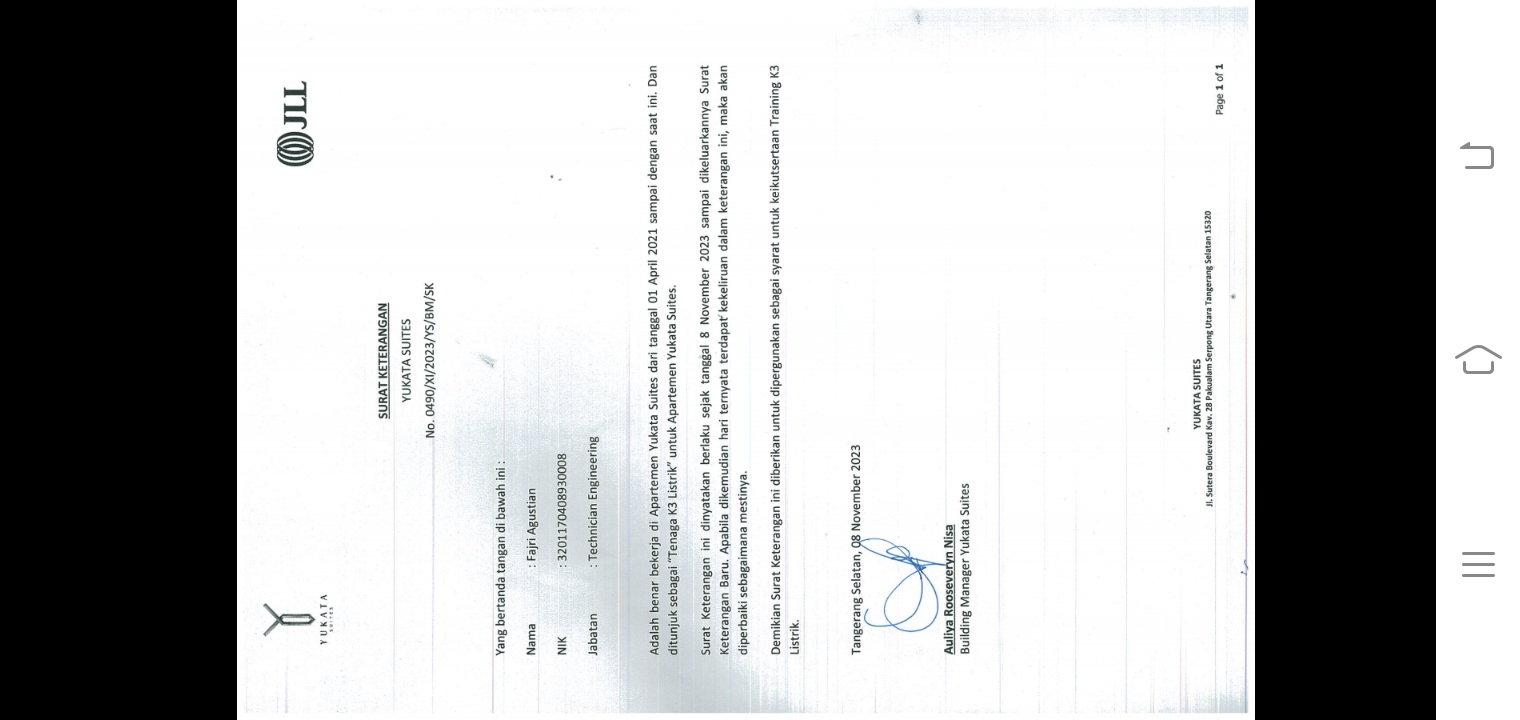 YUKATA
SUITES
JLL
SURAT KETERANGAN
YUKATA SUITES
No. 0490/XI/2023/YS/BM/SK
Yang bertanda tangan di bawah ini :
Nama : Fajri Agustian
NIK : 3201170408930008
Jabatan : Technician Engineering
Adalah benar bekerja di Apartemen Yukata Suites dari tanggal 01 April 2021 sampai dengan saat ini. Dan
ditunjuk sebagai "Tenaga K3 Listrik" untuk Apartemen Yukata Suites.
Surat Keterangan ini dinyatakan berlaku sejak tanggal 8 November 2023 sampai dikeluarkannya Surat
Keterangan Baru. Apabila dikemudian hari ternyata terdapat kekeliruan dalam keterangan ini, maka akan
diperbaiki sebagaimana mestinya.
Demikian Surat Keterangan ini diberikan untuk dipergunakan sebagai syarat untuk keikutsertaan Training K3
Listrik.
Tangerang Selatan, 08 November 2023
Auliya Rooseveryn Nisa
Building Manager Yukata Suites
YUKATA SUITES
Jl. Sutera Boulevard Kav. 28 Pakualam Serpong Utara Tangerang Selatan 15320
Page 1 of 1